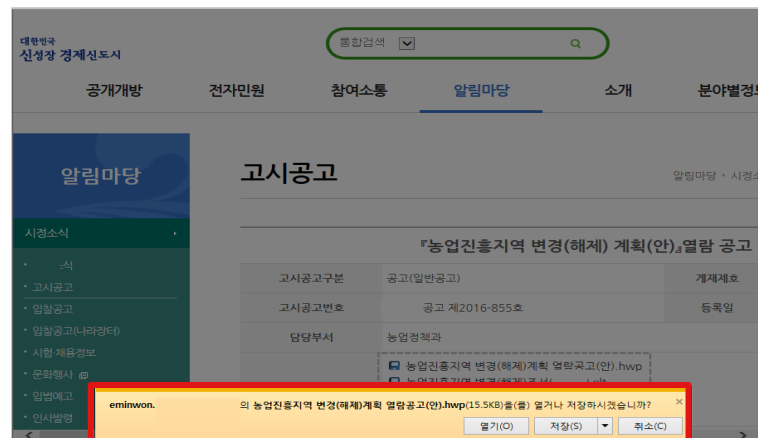 대한민국
신성장 경제신도시
통합검색
공개개방 전자민원 참여소통 알림마당 소개 분야별정보
알림마당
고시공고
알림마당 › 시정소
시정소식
『농업진흥지역 변경(해제) 계획(안)』열람 공고
고시공고구분 공고(일반공고) 게재제호
고시공고번호 공고 제2016-855호 등록일
담당부서 농업정책과
농업진흥지역 변경(해제)계획 열람공고(안).hwp
고시공고
입찰공고
입찰공고(나라장터)
시험·채용정보
문화행사
입법예고
인사발령
eminwon. 의 농업진흥지역 변경(해제)계획 열람공고(안).hwp(15.5KB)을(를) 열거나 저장하시겠습니까?
열기(O) 저장(S) 취소(C)